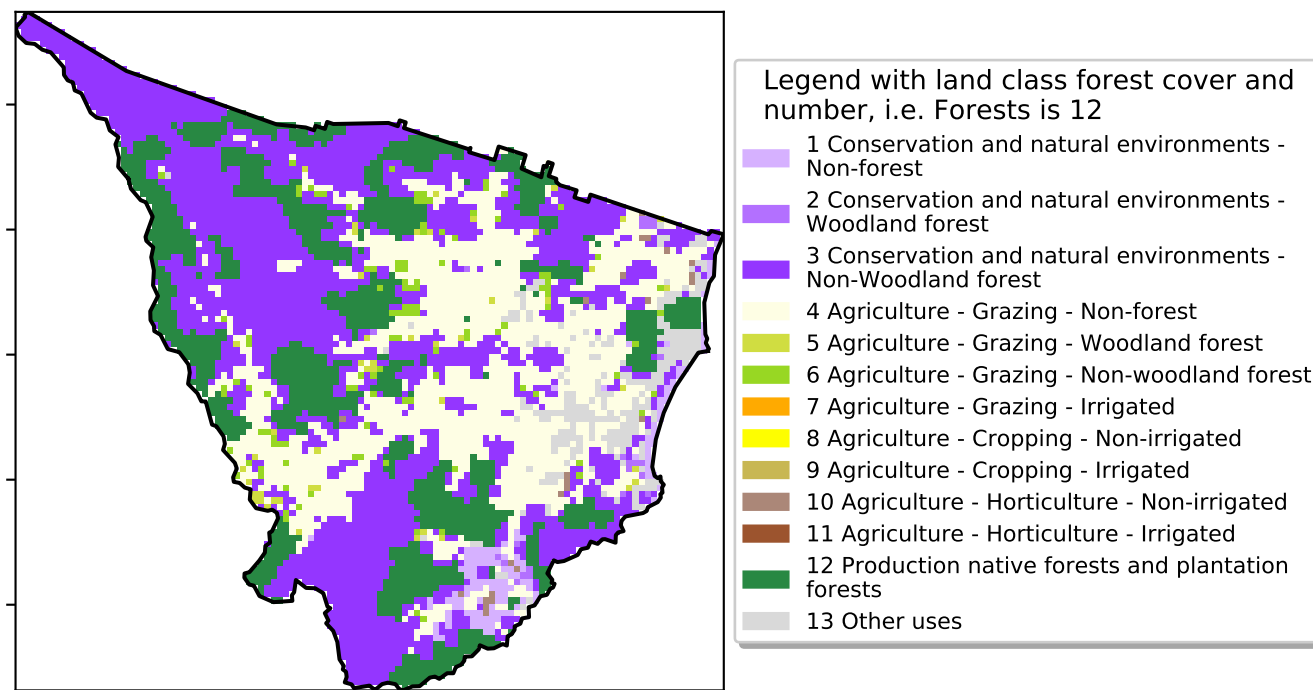 Legend with land class forest cover and
number, i.e. Forests is 12
1 Conservation and natural environments -
Non-forest
2 Conservation and natural environments -
Woodland forest
3 Conservation and natural environments -
Non-Woodland forest
4 Agriculture - Grazing - Non-forest
5 Agriculture - Grazing - Woodland forest
6 Agriculture - Grazing - Non-woodland forest
7 Agriculture - Grazing - Irrigated
8 Agriculture - Cropping - Non-irrigated
9 Agriculture - Cropping - Irrigated
10 Agriculture - Horticulture - Non-irrigated
11 Agriculture - Horticulture - Irrigated
12 Production native forests and plantation
forests
13 Other uses